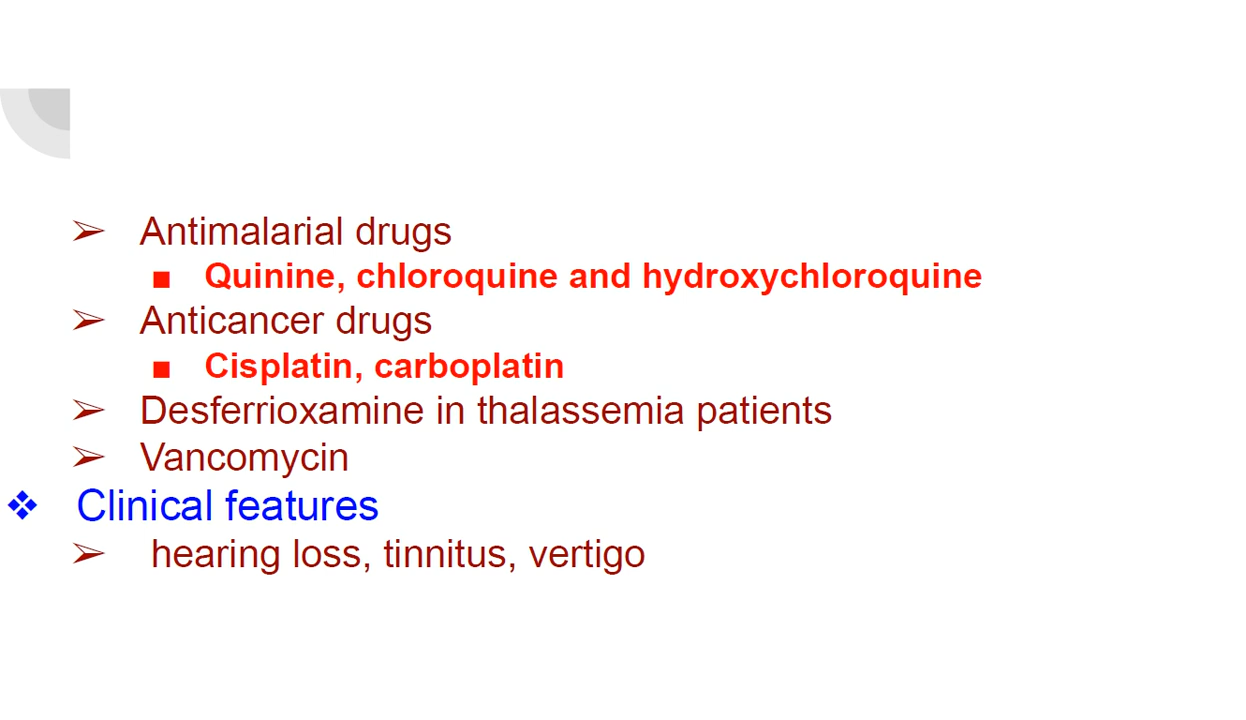 ➢ Antimalarial drugs
■ Quinine, chloroquine and hydroxychloroquine
➢ Anticancer drugs
■ Cisplatin, carboplatin
➢ Desferrioxamine in thalassemia patients
➢ Vancomycin
❖ Clinical features
➢ hearing loss, tinnitus, vertigo